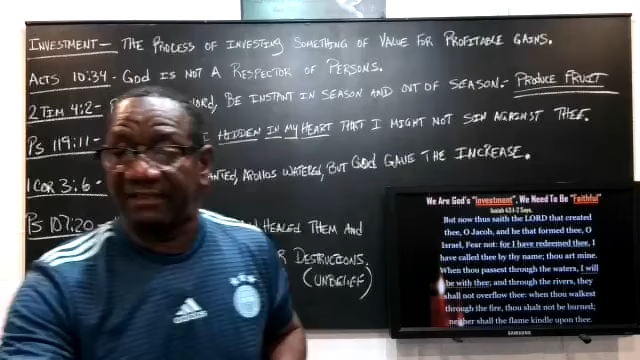 INVESTMENT - THE PROCESS OF INVESTING SOMETHING OF VALUE FOR PROFITABLE GAINS.
ACTS 10:34 - GOD IS NOT A RESPECTOR OF PERSONS.
2 TIM 4:2 - WORD, BE INSTANT IN SEASON AND OUT OF SEASON. - PRODUCE FRUIT
PS 119:11 - I HIDDEN IN MY HEART THAT I MIGHT NOT SIN AGAINST THEE.
1 COR 3:6 - APOLLOS WATERED, BUT GOD GAVE THE INCREASE.
PS 107:20 - HEALED THEM AND
DESTRUCTIONS.
(UNBELIEF)
We Are God's "Investment", We Need To Be "Faithful"
Isaiah 43:1-2 Says,
But now thus saith the LORD that created
thee, O Jacob, and he that formed thee, O
Israel, Fear not: for I have redeemed thee, I
have called thee by thy name; thou art mine.
When thou passest through the waters, I will
be with thee; and through the rivers, they
shall not overflow thee: when thou walkest
through the fire, thou shalt not be burned;
neither shall the flame kindle upon thee.
SAMSUNG
adidas